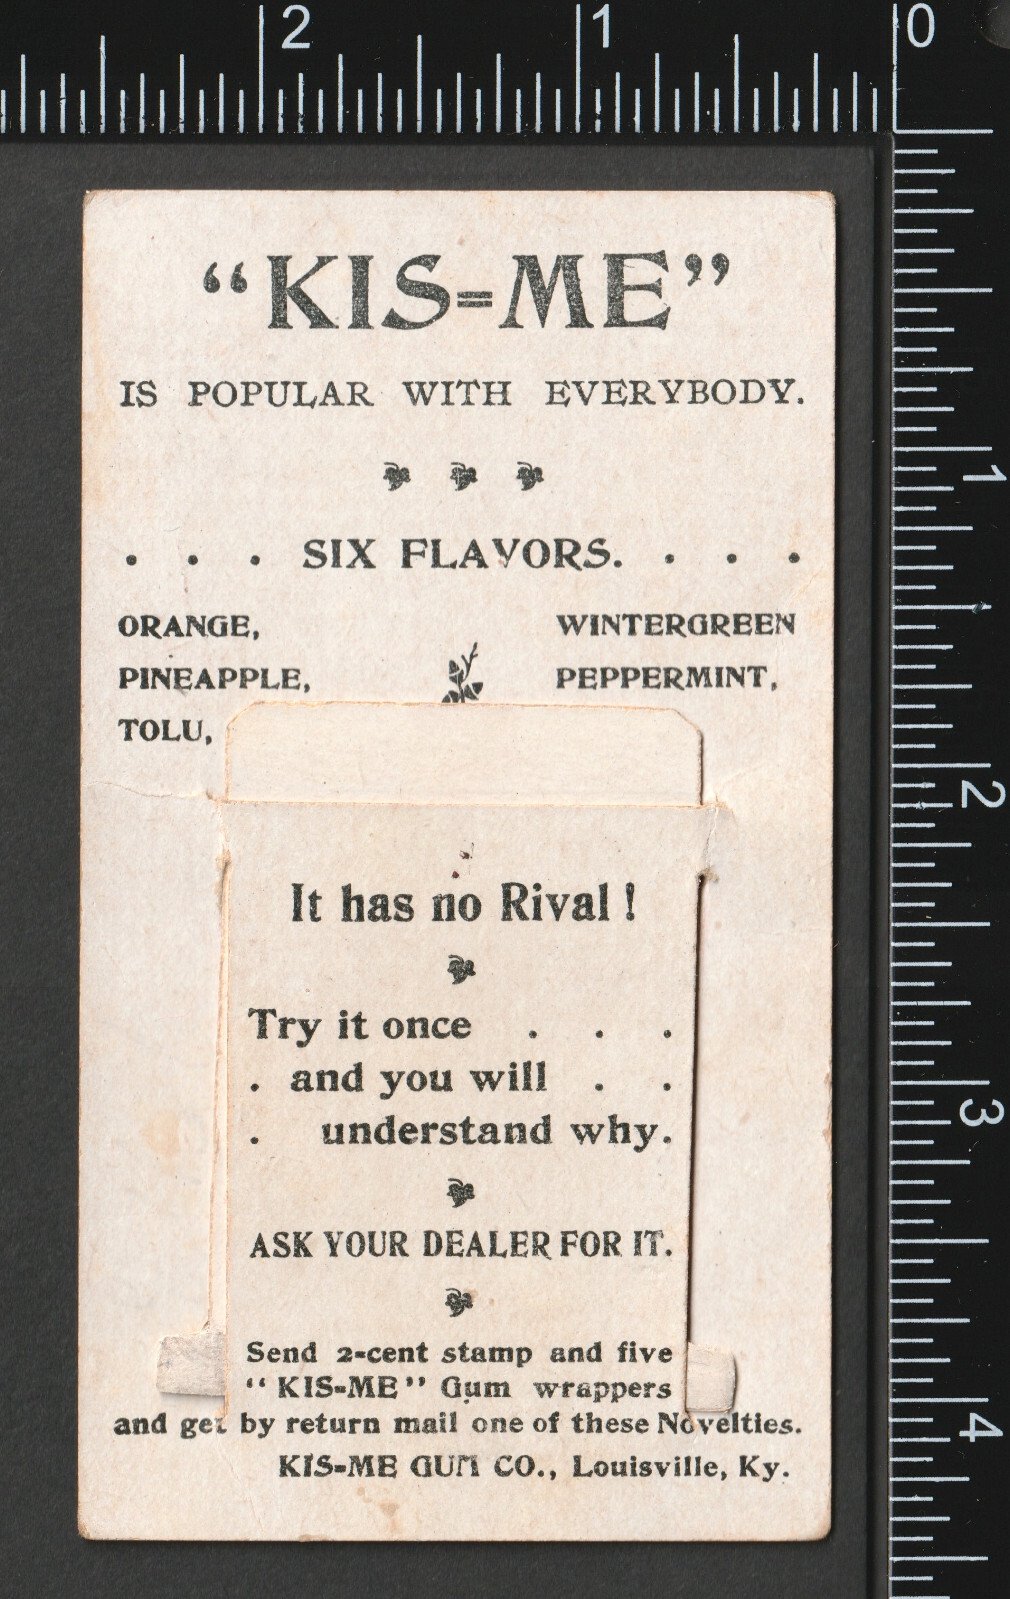 2 1 0
"KIS=ME"
IS POPULAR WITH EVERYBODY.
. . . SIX FLAVORS. . . .
ORANGE, WINTERGREEN
PINEAPPLE, PEPPERMINT,
TOLU,
It has no Rival!
Try it once . . .
. and you will . .
. understand why.
ASK YOUR DEALER FOR IT.
Send 2-cent stamp and five
"KIS-ME" Gum wrappers
and get by return mail one of these Novelties.
KIS-ME GUM CO., Louisville, Ky.
1
2
3
4